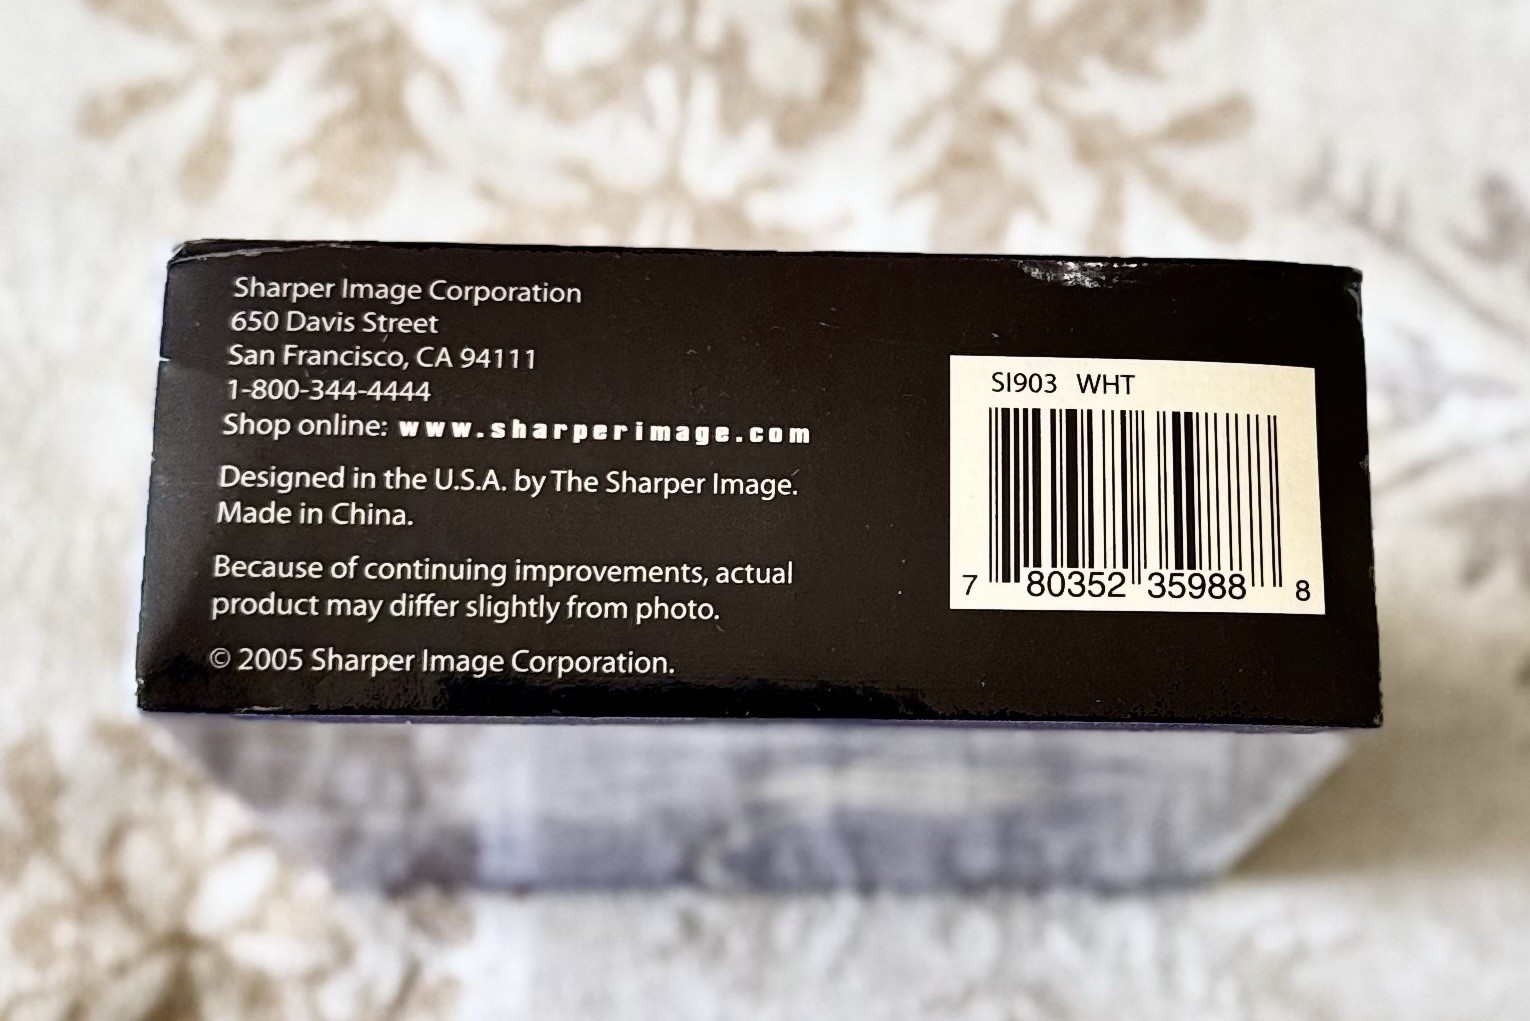 Sharper Image Corporation
650 Davis Street
San Francisco, CA 94111
1-800-344-4444
Shop online: www.sharperimage.com
Designed in the U.S.A. by The Sharper Image.
Made in China.
Because of continuing improvements, actual
product may differ slightly from photo.
© 2005 Sharper Image Corporation.
SI903 WHT
7 80352 35988 8